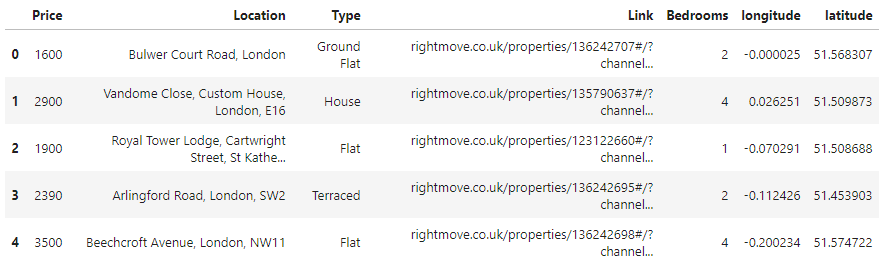 Price Location Type Link Bedrooms longitude latitude
0 1600 Bulwer Court Road, London Ground Flat rightmove.co.uk/properties/136242707#/?channel... 2 -0.000025 51.568307
1 2900 Vandome Close, Custom House, London, E16 House rightmove.co.uk/properties/135790637#/?channel... 4 0.026251 51.509873
2 1900 Royal Tower Lodge, Cartwright Street, St Kathe... Flat rightmove.co.uk/properties/123122660#/?channel... 1 -0.070291 51.508688
3 2390 Arlingford Road, London, SW2 Terraced rightmove.co.uk/properties/136242695#/?channel... 2 -0.112426 51.453903
4 3500 Beechcroft Avenue, London, NW11 Flat rightmove.co.uk/properties/136242698#/?channel... 4 -0.200234 51.574722